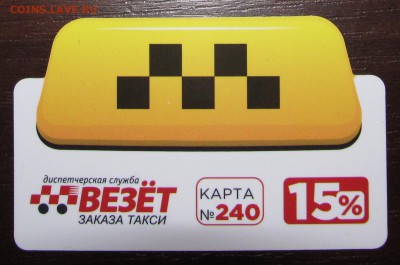 COINS.LAVE.RU
диспетчерская служба
ВЕЗЁТ
ЗАКАЗА ТАКСИ
КАРТА
№240
15%